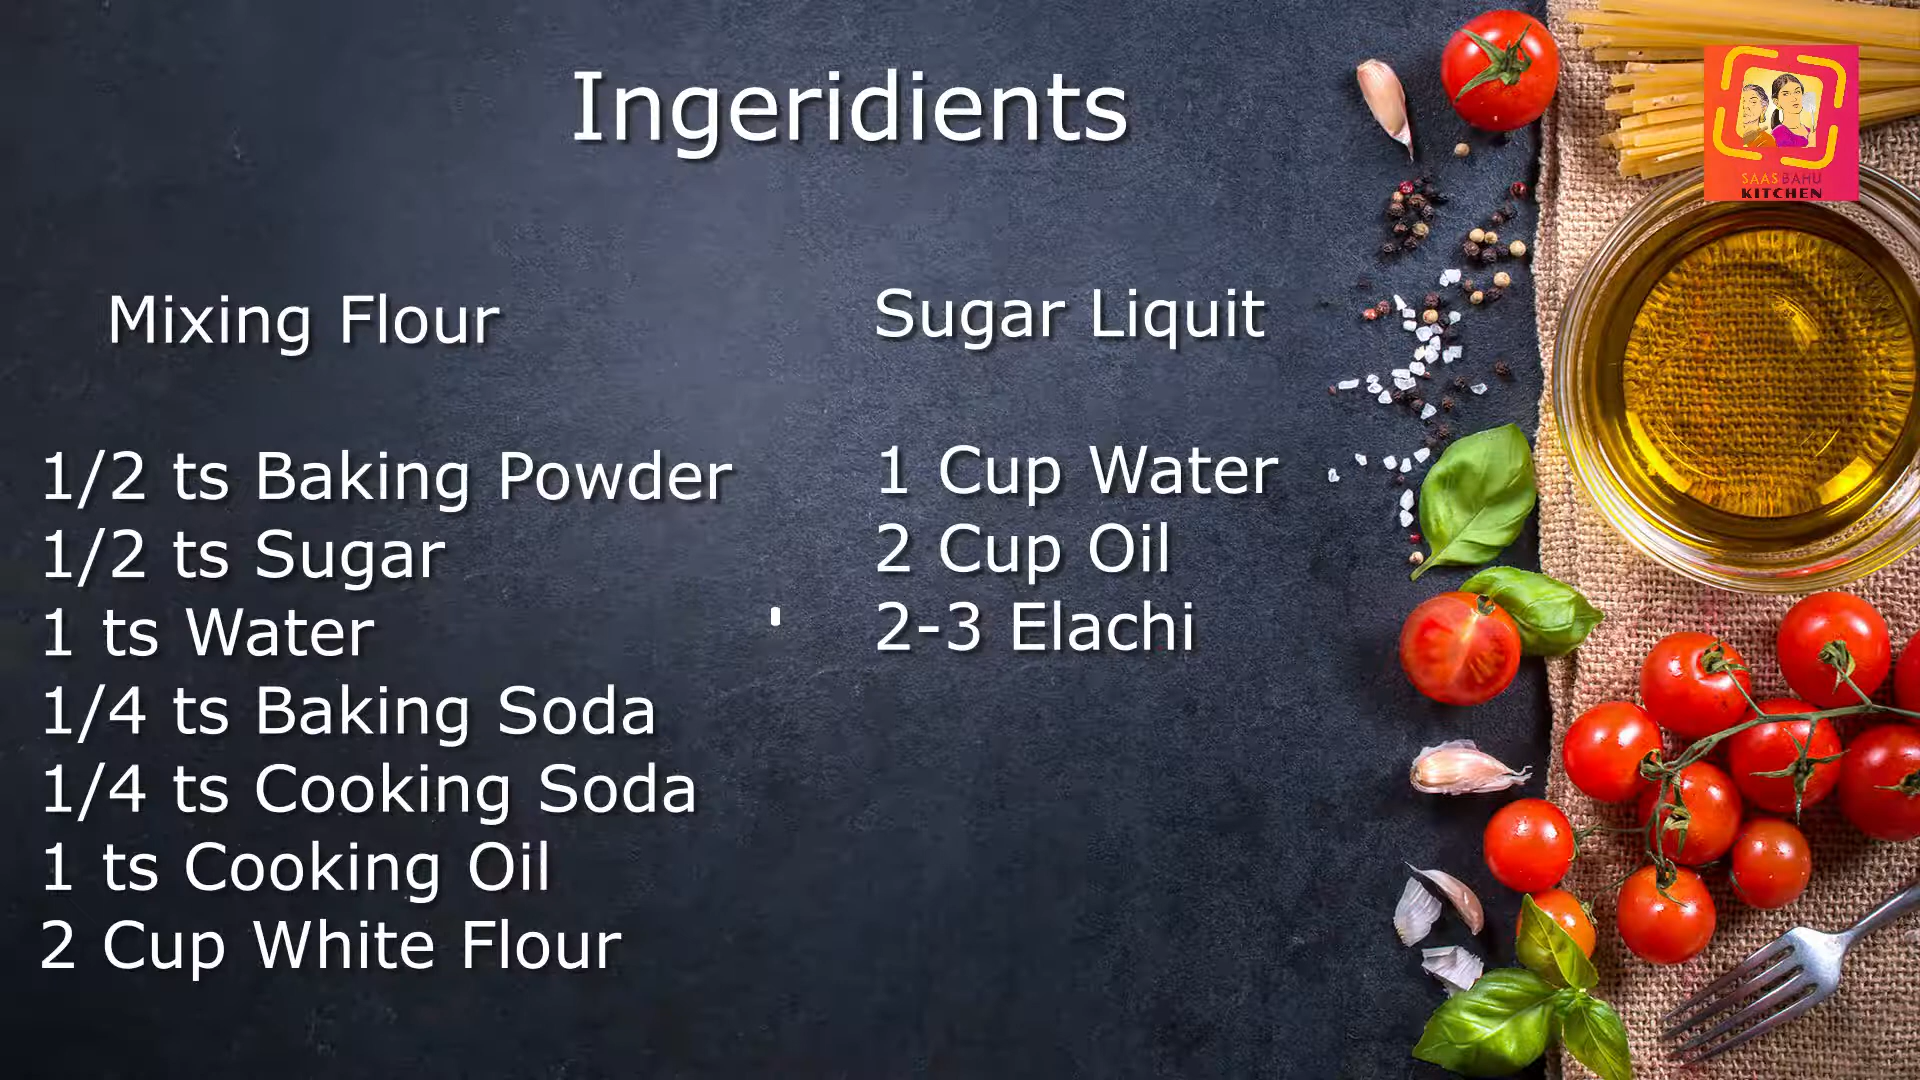 Ingeridients
SAAS BAHU
KITCHEN
Mixing Flour
1/2 ts Baking Powder
1/2 ts Sugar
1 ts Water
1/4 ts Baking Soda
1/4 ts Cooking Soda
1 ts Cooking Oil
2 Cup White Flour
Sugar Liquit
1 Cup Water
2 Cup Oil
2-3 Elachi